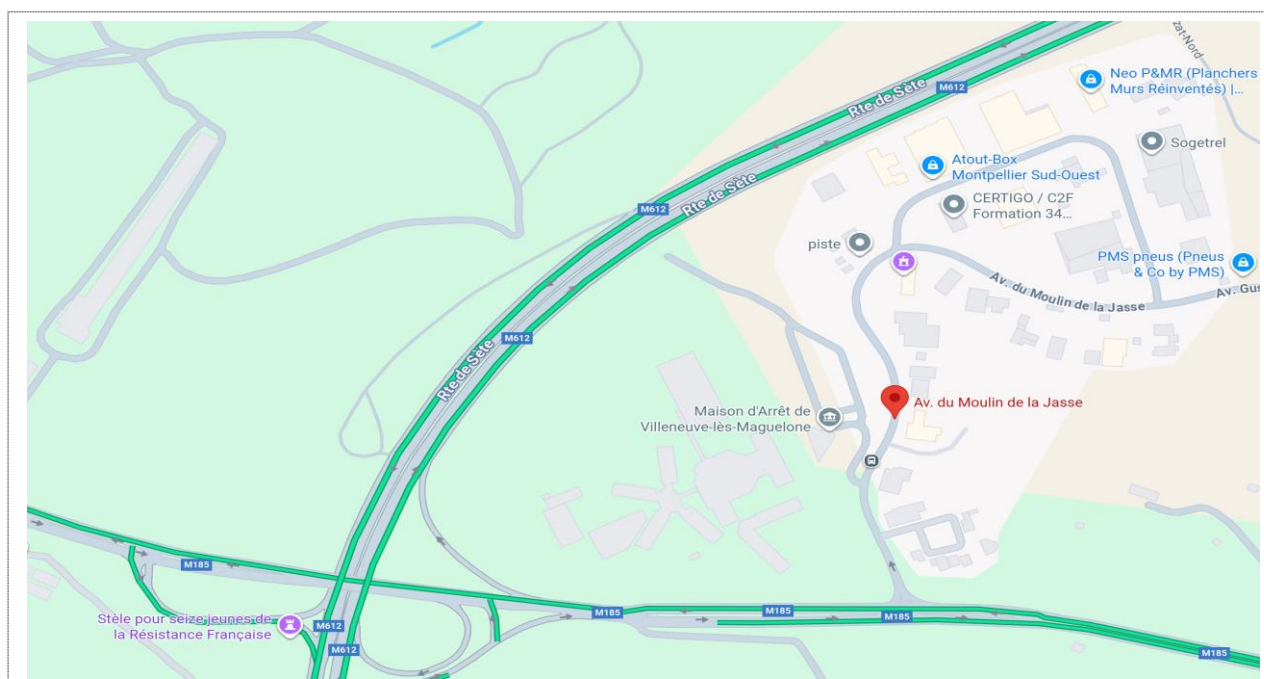 zat-Nord
Neo P&MR (Planchers
Murs Réinventés) |...
Rte de Sète
M612
Sogetrel
Atout-Box
Montpellier Sud-Ouest
Rte de Sète
M612
CERTIGO / C2F
Formation 34...
piste
PMS pneus (Pneus
& Co by PMS)
Av. du Moulin de la Jasse
Av. Gus
M612
Rte de Sète
Av. du Moulin de la Jasse
Maison d'Arrêt de
Villeneuve-lès-Maguelone
M185
M185
M185
M185
Stèle pour seize jeunes de
la Résistance Française
M612
M612